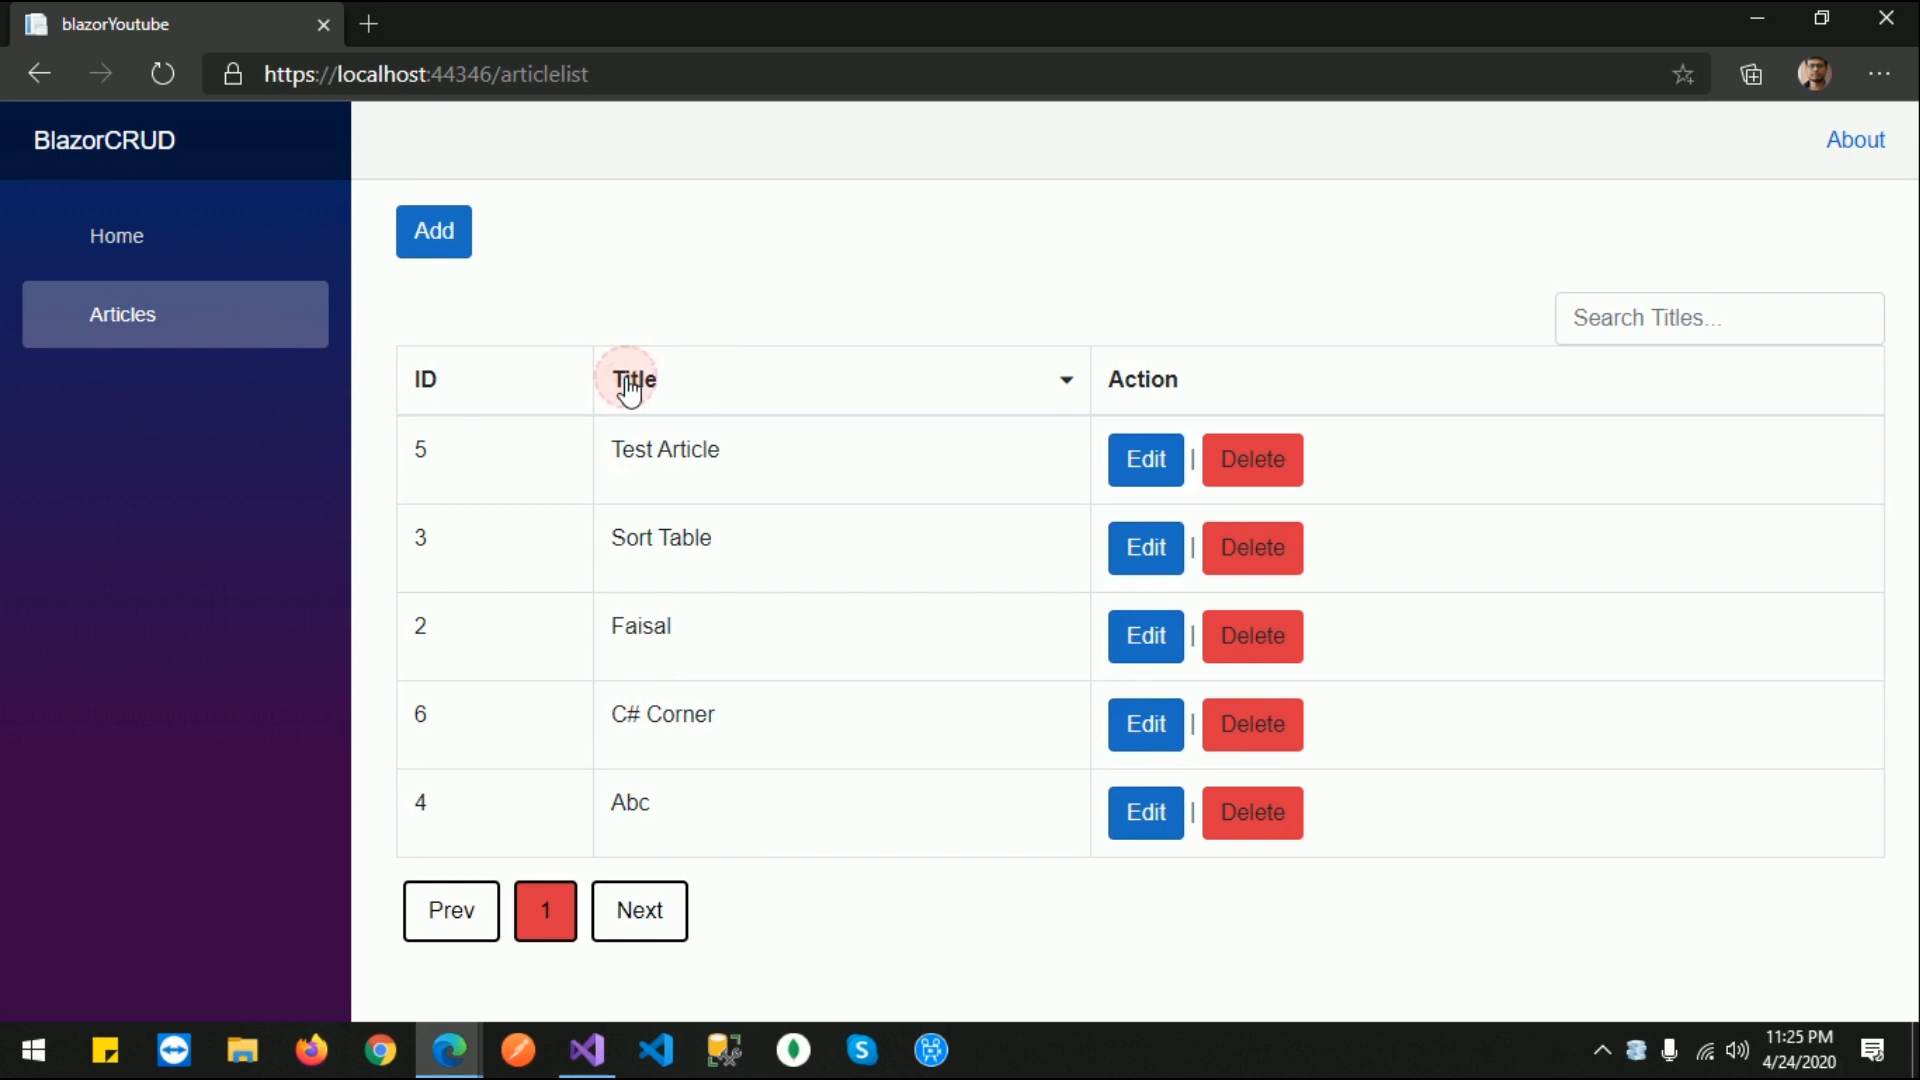 blazorYoutube
https://localhost:44346/articlelist
BlazorCRUD
About
Home
Articles
Add
Search Titles...
ID Title Action
5 Test Article Edit | Delete
3 Sort Table Edit | Delete
2 Faisal Edit | Delete
6 C# Corner Edit | Delete
4 Abc Edit | Delete
Prev 1 Next
11:25 PM
4/24/2020